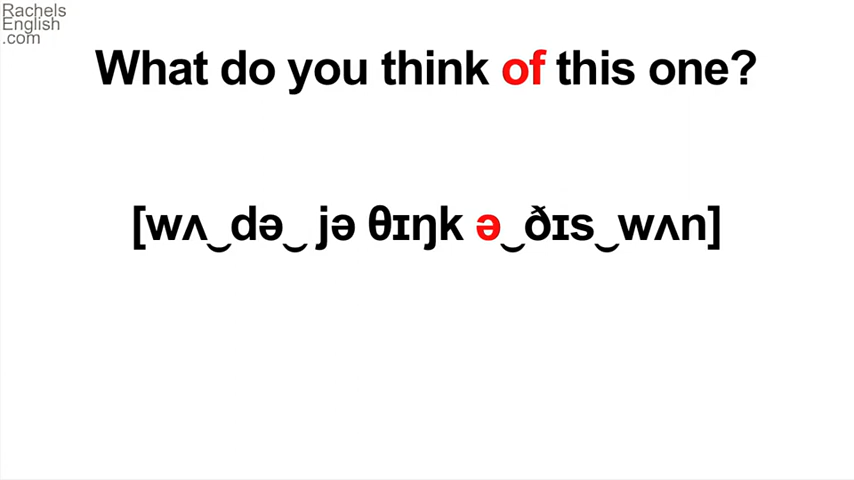 Rachels
English
.com
What do you think of this one?
[wʌ‿də‿ jə θɪŋk ə‿ðɪs‿wʌn]